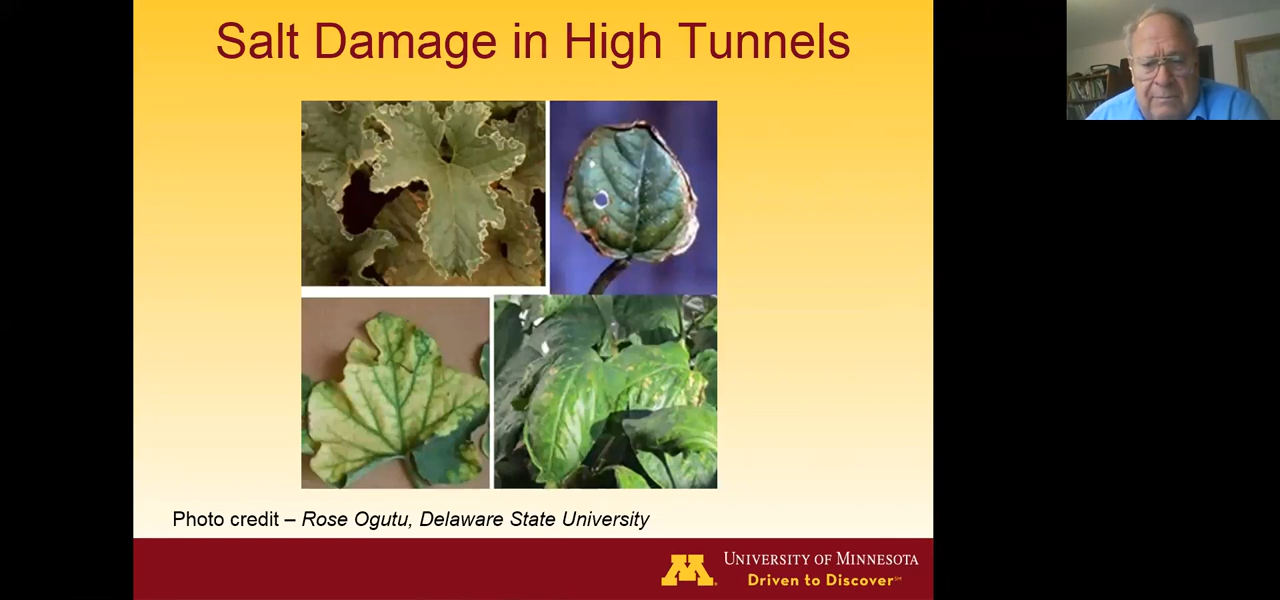 Salt Damage in High Tunnels
Photo credit – Rose Ogutu, Delaware State University
UNIVERSITY OF MINNESOTA
Driven to Discover℠